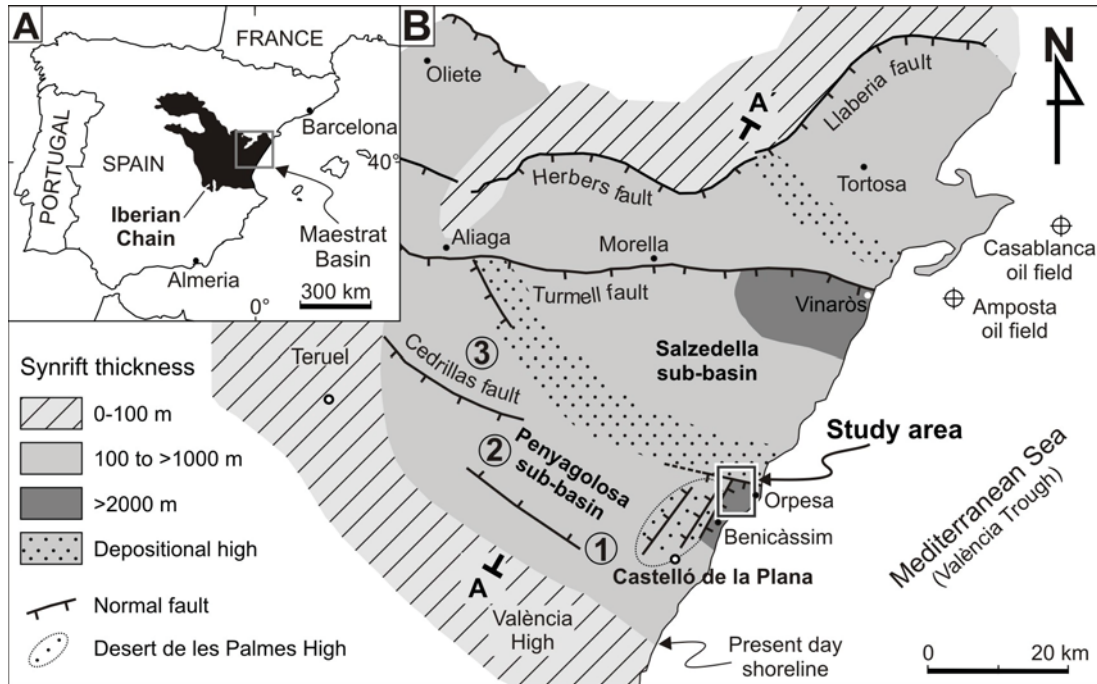 A
FRANCE
PORTUGAL
SPAIN
Barcelona
40°
Iberian
Chain
Maestrat
Basin
Almeria
0°
300 km
B
N
Oliete
A´
Llaberia fault
Herbers fault
Tortosa
Aliaga
Morella
Casablanca
oil field
Turmell fault
Vinaròs
Amposta
oil field
Teruel
3
Cedrillas fault
Salzedella
sub-basin
2
Penyagolosa
sub-basin
Study area
Orpesa
Benicàssim
1
Castelló de la Plana
A
València
High
Mediterranean Sea
(València Trough)
Present day
shoreline
0 20 km
Synrift thickness
0-100 m
100 to >1000 m
>2000 m
Depositional high
Normal fault
Desert de les Palmes High